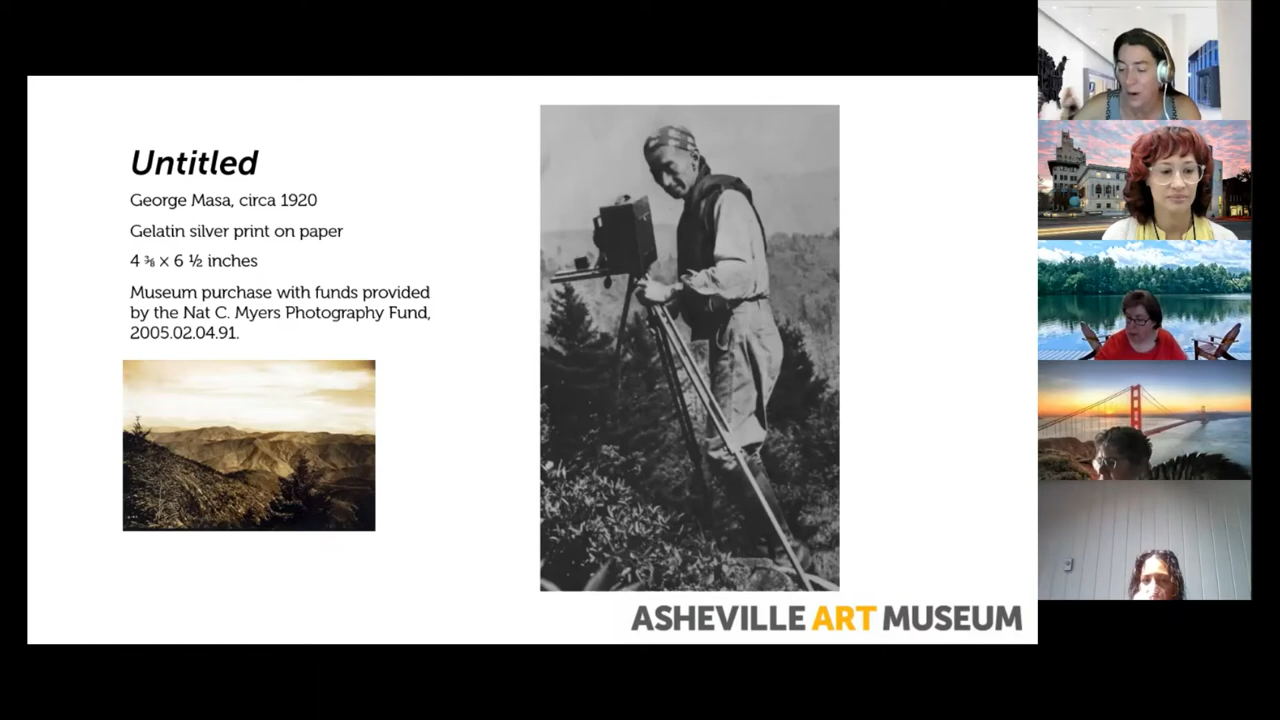 Untitled
George Masa, circa 1920
Gelatin silver print on paper
4 ⅜ x 6 ½ inches
Museum purchase with funds provided
by the Nat C. Myers Photography Fund,
2005.02.04.91.
ASHEVILLE ART MUSEUM